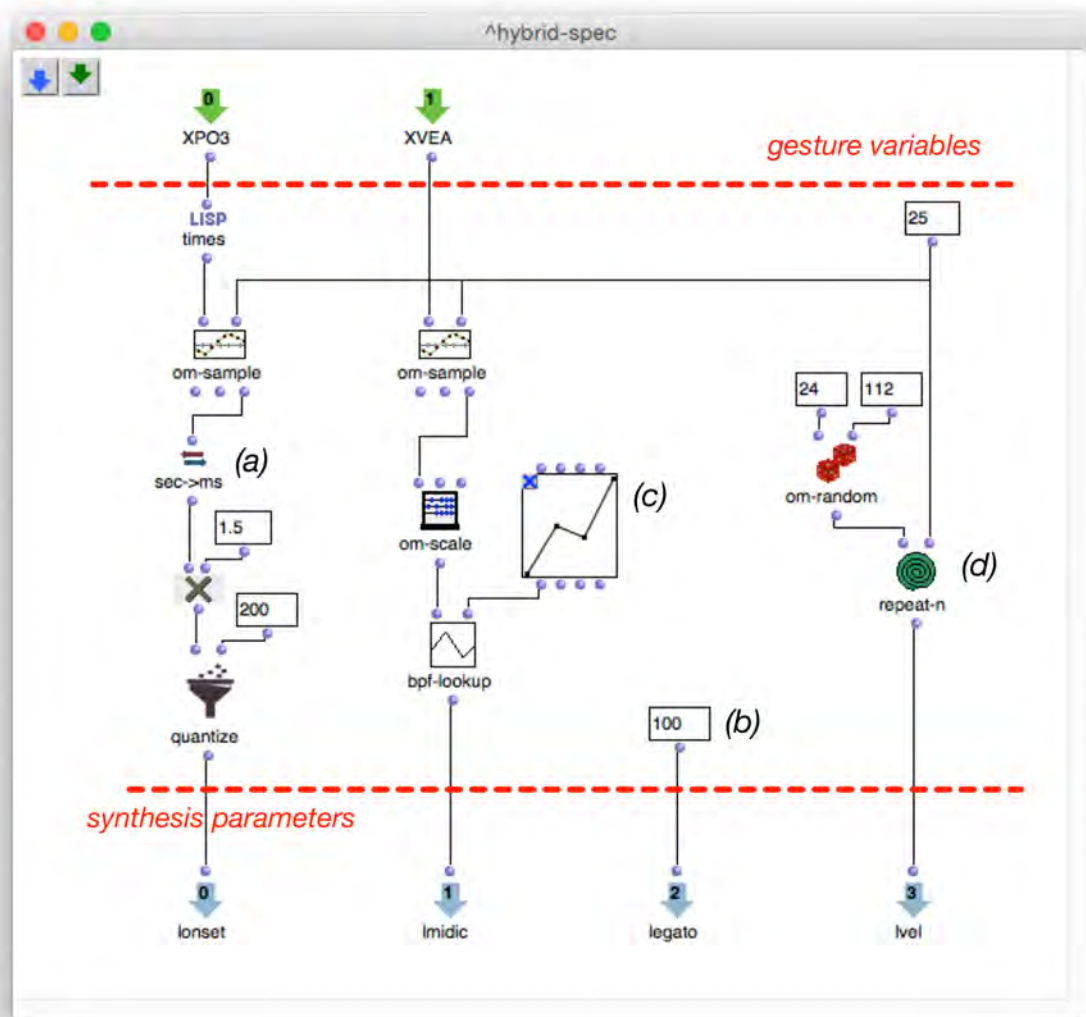 ^hybrid-spec
0
1
XPO3
XVEA
gesture variables
LISP
times
25
om-sample
om-sample
24
112
(a)
sec->ms
(c)
om-random
1.5
om-scale
(d)
200
repeat-n
bpf-lookup
quantize
100
(b)
synthesis parameters
0
1
2
3
lonset
lmidic
legato
lvel